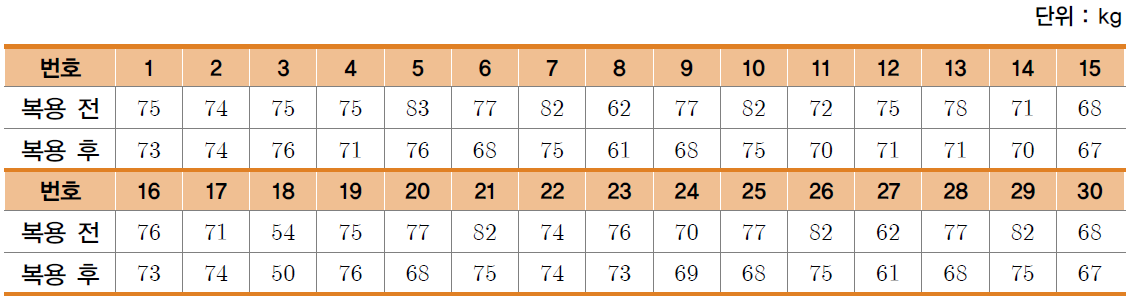 단위 : kg
번호 1 2 3 4 5 6 7 8 9 10 11 12 13 14 15
복용 전 75 74 75 75 83 77 82 62 77 82 72 75 78 71 68
복용 후 73 74 76 71 76 68 75 61 68 75 70 71 71 70 67
번호 16 17 18 19 20 21 22 23 24 25 26 27 28 29 30
복용 전 76 71 54 75 77 82 74 76 70 77 82 62 77 82 68
복용 후 73 74 50 76 68 75 74 73 69 68 75 61 68 75 67